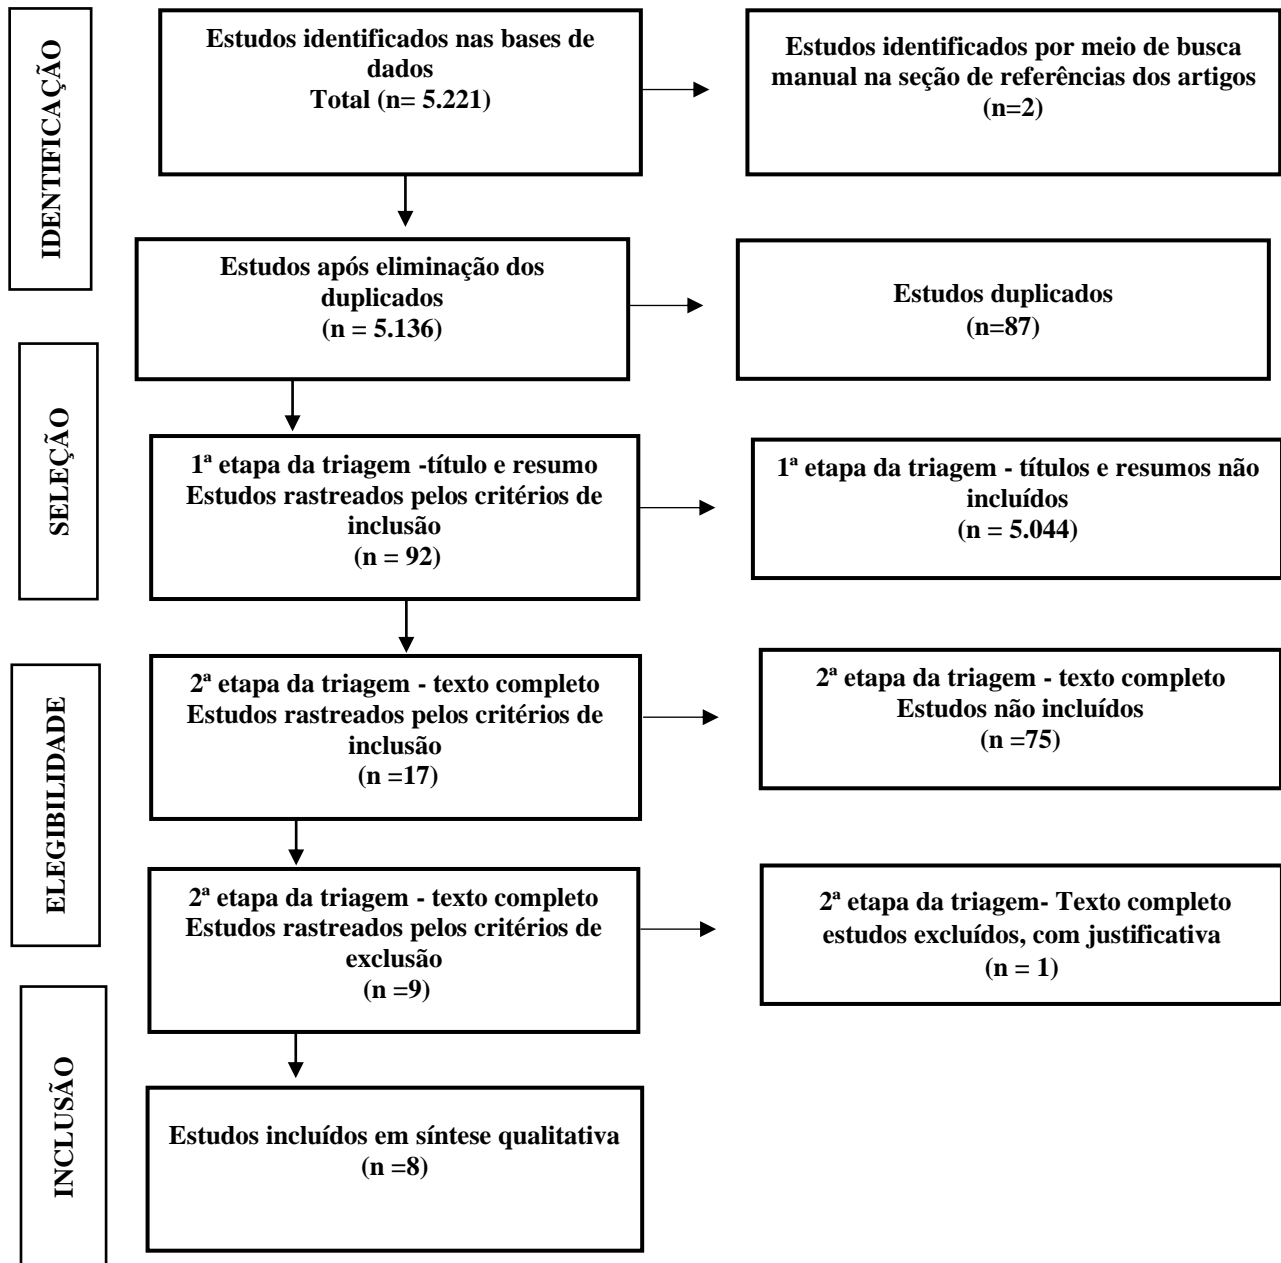 IDENTIFICAÇÃO
Estudos identificados nas bases de
dados
Total (n= 5.221)
Estudos identificados por meio de busca
manual na seção de referências dos artigos
(n=2)
Estudos após eliminação dos
duplicados
(n = 5.136)
Estudos duplicados
(n=87)
SELEÇÃO
1ª etapa da triagem -título e resumo
Estudos rastreados pelos critérios de
inclusão
(n = 92)
1ª etapa da triagem - títulos e resumos não
incluídos
(n = 5.044)
ELEGIBILIDADE
2ª etapa da triagem - texto completo
Estudos rastreados pelos critérios de
inclusão
(n =17)
2ª etapa da triagem - texto completo
Estudos não incluídos
(n =75)
2ª etapa da triagem - texto completo
Estudos rastreados pelos critérios de
exclusão
(n =9)
2ª etapa da triagem- Texto completo
estudos excluídos, com justificativa
(n = 1)
INCLUSÃO
Estudos incluídos em síntese qualitativa
(n =8)